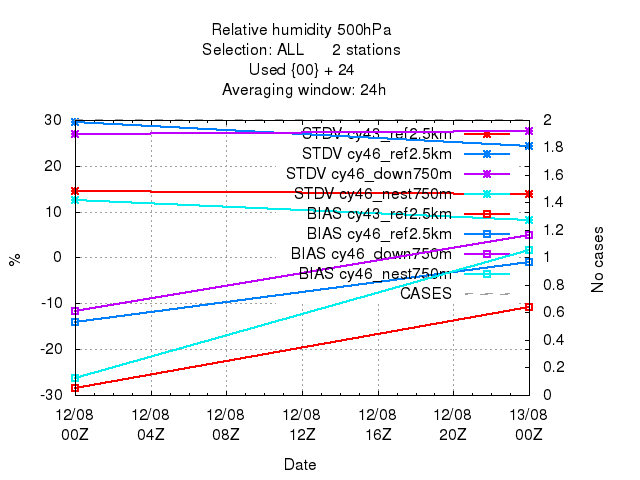 Relative humidity 500hPa
Selection: ALL 2 stations
Used {00} + 24
Averaging window: 24h
30 2
STDV cy43_ref2.5km
STDV cy46_ref2.5km 1.8
20 STDV cy46_down750m 1.6
STDV cy46_nest750m 1.4
10 BIAS cy43_ref2.5km
BIAS cy46_ref2.5km 1.2
% 0 BIAS cy46_down750m 1 No cases
BIAS cy46_nest750m
CASES 0.8
-10 0.6
-20 0.4
0.2
-30 0
12/08 12/08 12/08 12/08 12/08 12/08 13/08
00Z 04Z 08Z 12Z 16Z 20Z 00Z
Date